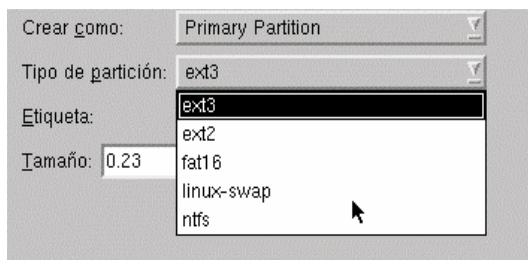 Crear como: Primary Partition
Tipo de partición: ext3
ext3
Etiqueta:
ext2
Tamaño: 0.23
fat16
linux-swap
ntfs